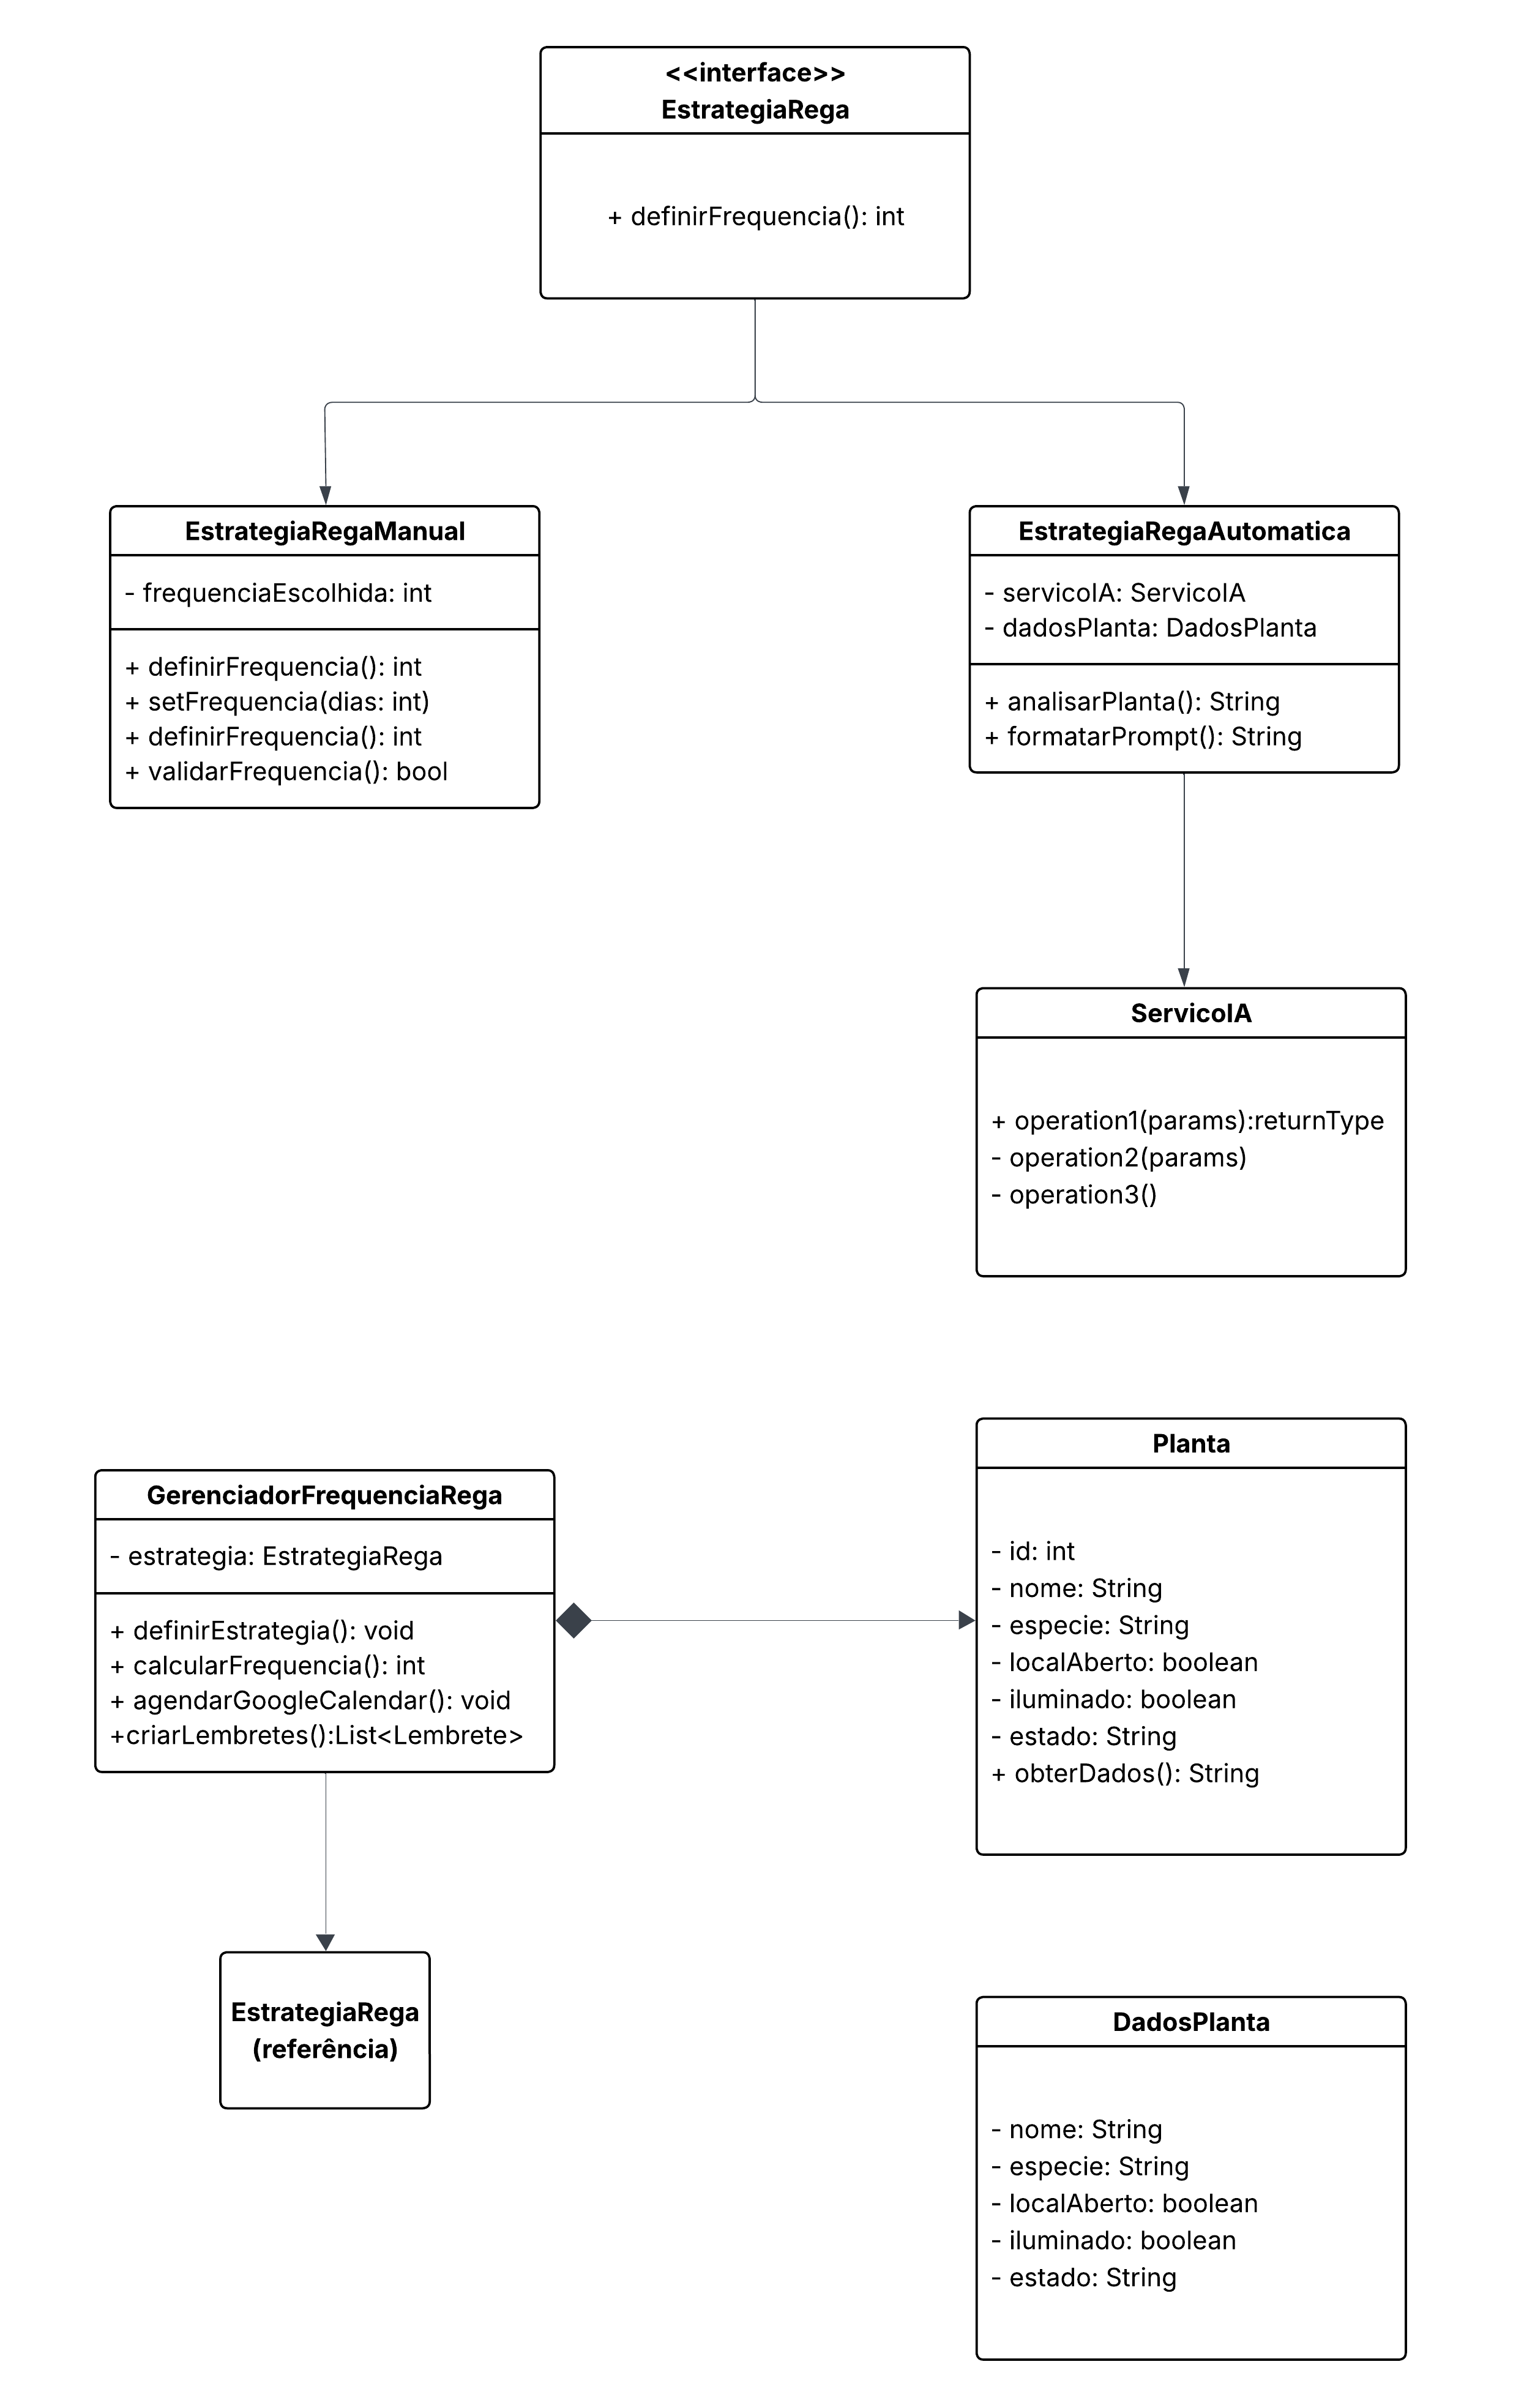 <<interface>>
EstrategiaRega
+ definirFrequencia(): int
EstrategiaRegaManual
- frequenciaEscolhida: int
+ definirFrequencia(): int
+ setFrequencia(dias: int)
+ definirFrequencia(): int
+ validarFrequencia(): bool
EstrategiaRegaAutomatica
- servicoIA: ServicoIA
- dadosPlanta: DadosPlanta
+ analisarPlanta(): String
+ formatarPrompt(): String
ServicoIA
+ operation1(params):returnType
- operation2(params)
- operation3()
GerenciadorFrequenciaRega
- estrategia: EstrategiaRega
+ definirEstrategia(): void
+ calcularFrequencia(): int
+ agendarGoogleCalendar(): void
+criarLembretes():List<Lembrete>
Planta
- id: int
- nome: String
- especie: String
- localAberto: boolean
- iluminado: boolean
- estado: String
+ obterDados(): String
EstrategiaRega
(referência)
DadosPlanta
- nome: String
- especie: String
- localAberto: boolean
- iluminado: boolean
- estado: String